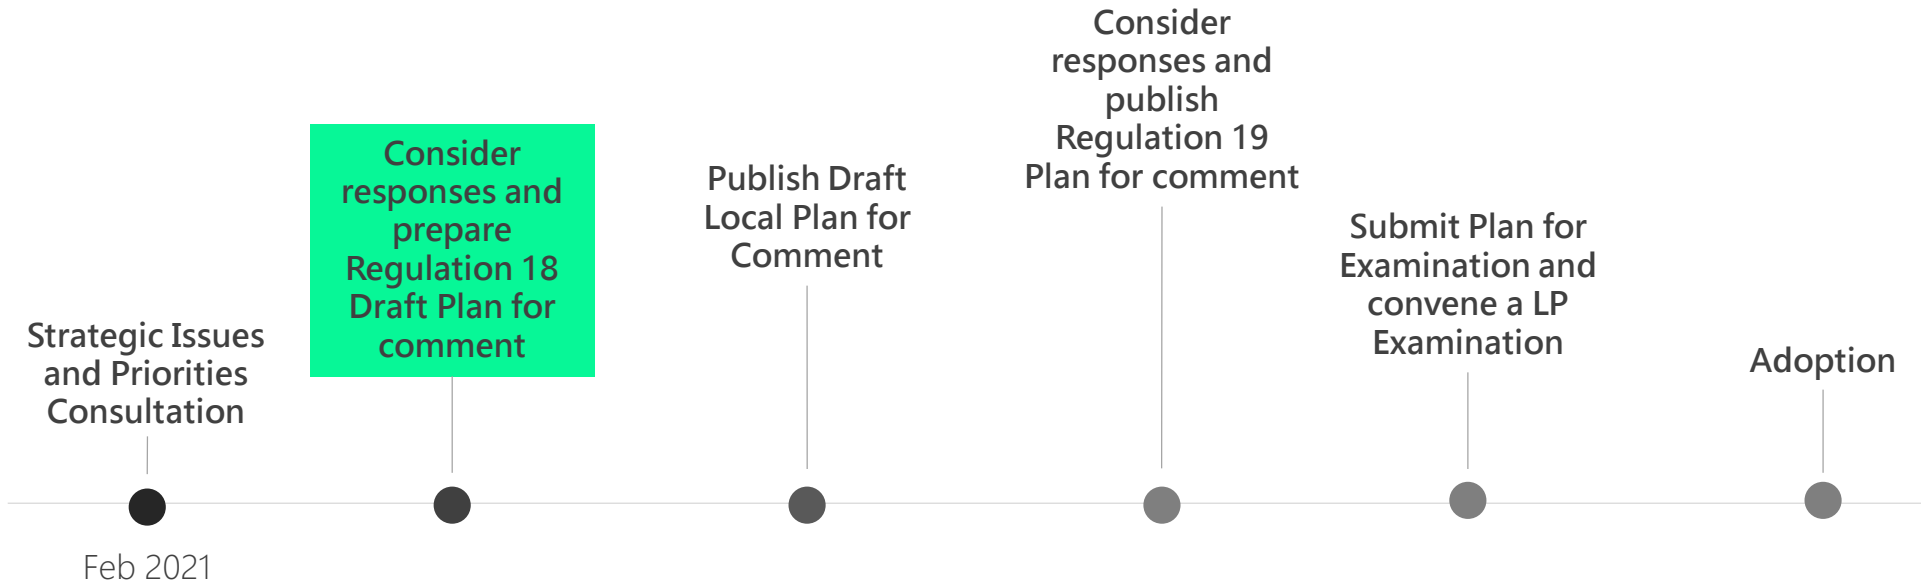 Strategic Issues
and Priorities
Consultation
Feb 2021
Consider
responses and
prepare
Regulation 18
Draft Plan for
comment
Publish Draft
Local Plan for
Comment
Consider
responses and
publish
Regulation 19
Plan for comment
Submit Plan for
Examination and
convene a LP
Examination
Adoption